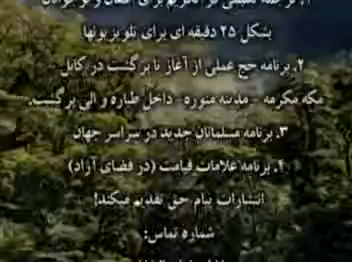 بشکل ۲۵ دقیقه ای برای تلویزیونها
۲. برنامه حج عملی از آغاز تا برگشت در کابل
مکه مکرمه - مدینه منوره - داخل طیاره و الی برگشت.
۳. برنامه مسلمانان جدید در سراسر جهان
۴. برنامه علامات قیامت (در فضای آزاد)
انتشارات پیام حق تقدیم میکند!
شماره تماس: